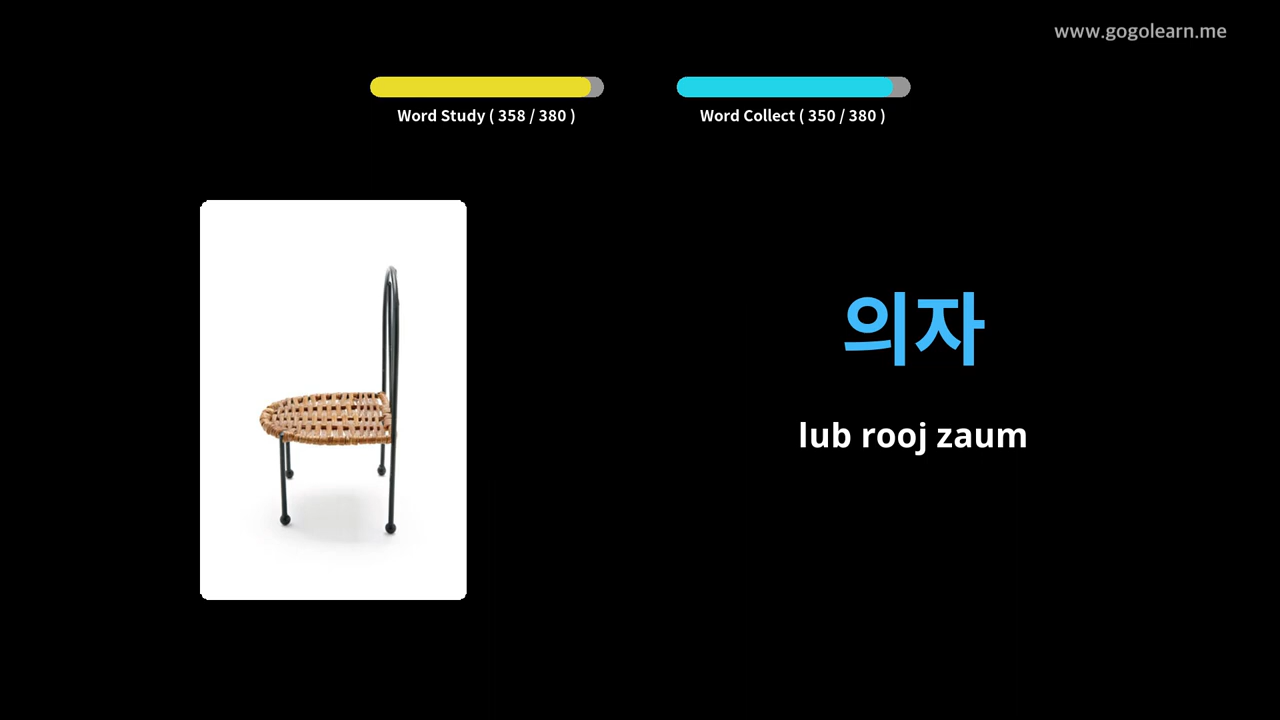 www.gogolearn.me
Word Study ( 358 / 380 )
Word Collect ( 350 / 380 )
의자
lub rooj zaum